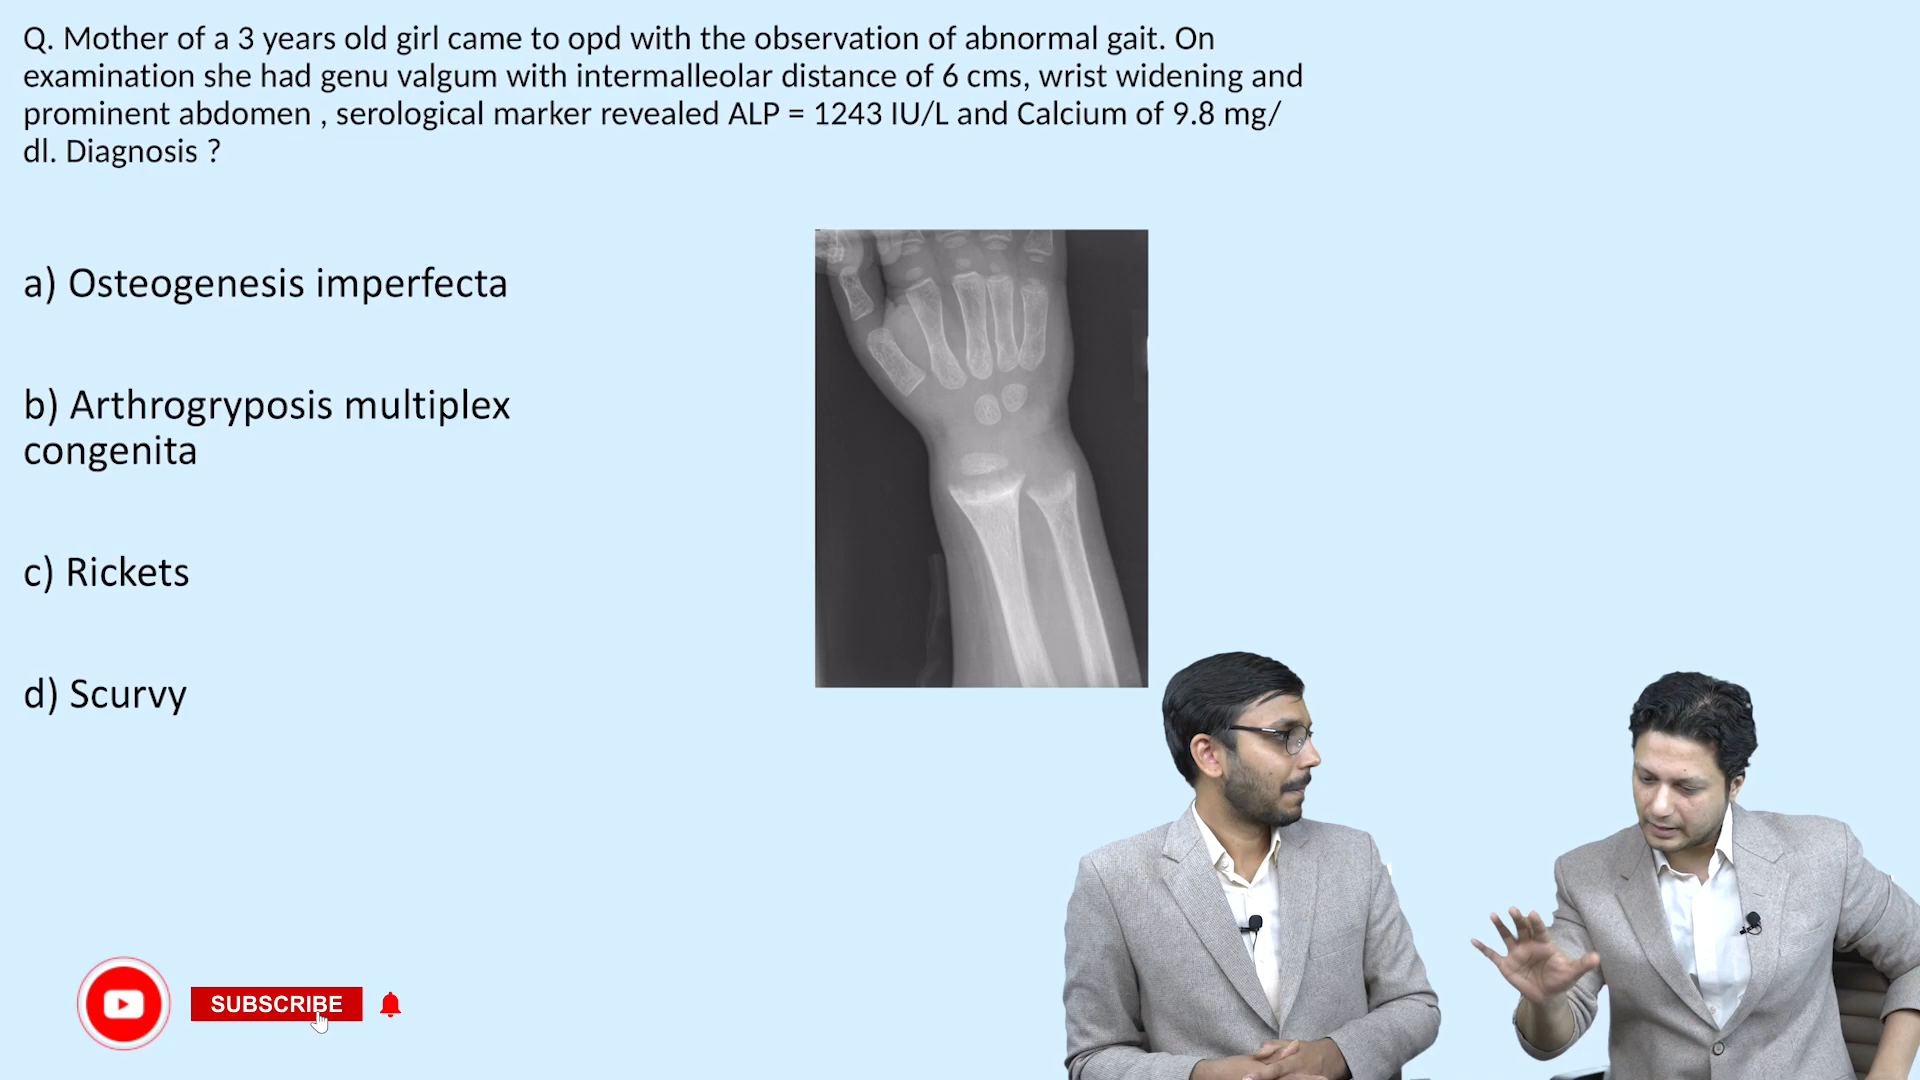 Q. Mother of a 3 years old girl came to opd with the observation of abnormal gait. On
examination she had genu valgum with intermalleolar distance of 6 cms, wrist widening and
prominent abdomen , serological marker revealed ALP = 1243 IU/L and Calcium of 9.8 mg/
dl. Diagnosis ?
a) Osteogenesis imperfecta
b) Arthrogryposis multiplex
congenita
c) Rickets
d) Scurvy
SUBSCRIBE